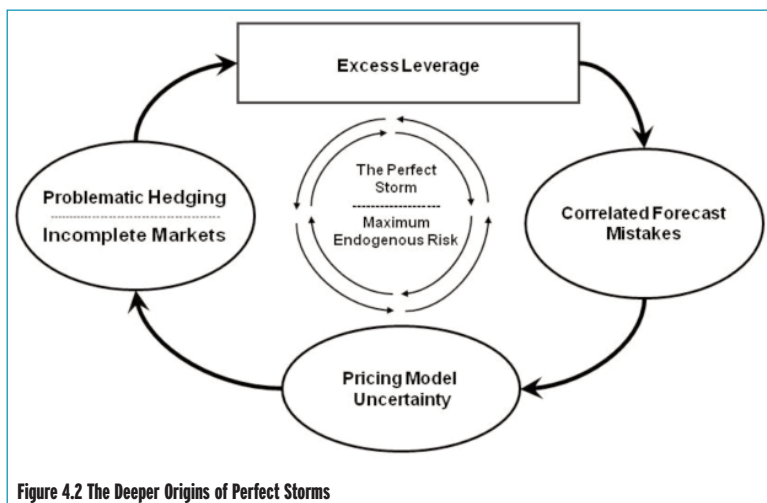 Excess Leverage
Problematic Hedging
Incomplete Markets
The Perfect
Storm
Maximum
Endogenous Risk
Correlated Forecast
Mistakes
Pricing Model
Uncertainty
Figure 4.2 The Deeper Origins of Perfect Storms